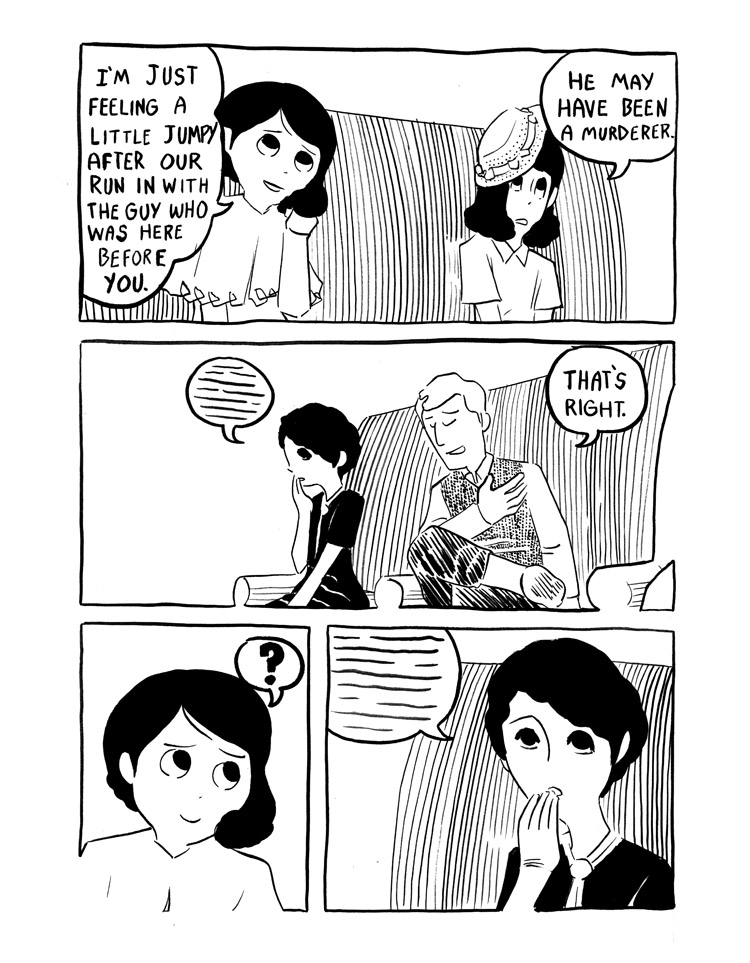 I'M JUST
FEELING A
LITTLE JUMPY
AFTER OUR
RUN IN WITH
THE GUY WHO
WAS HERE
BEFORE
YOU.
HE MAY
HAVE BEEN
A MURDERER.
THAT'S
RIGHT.
?